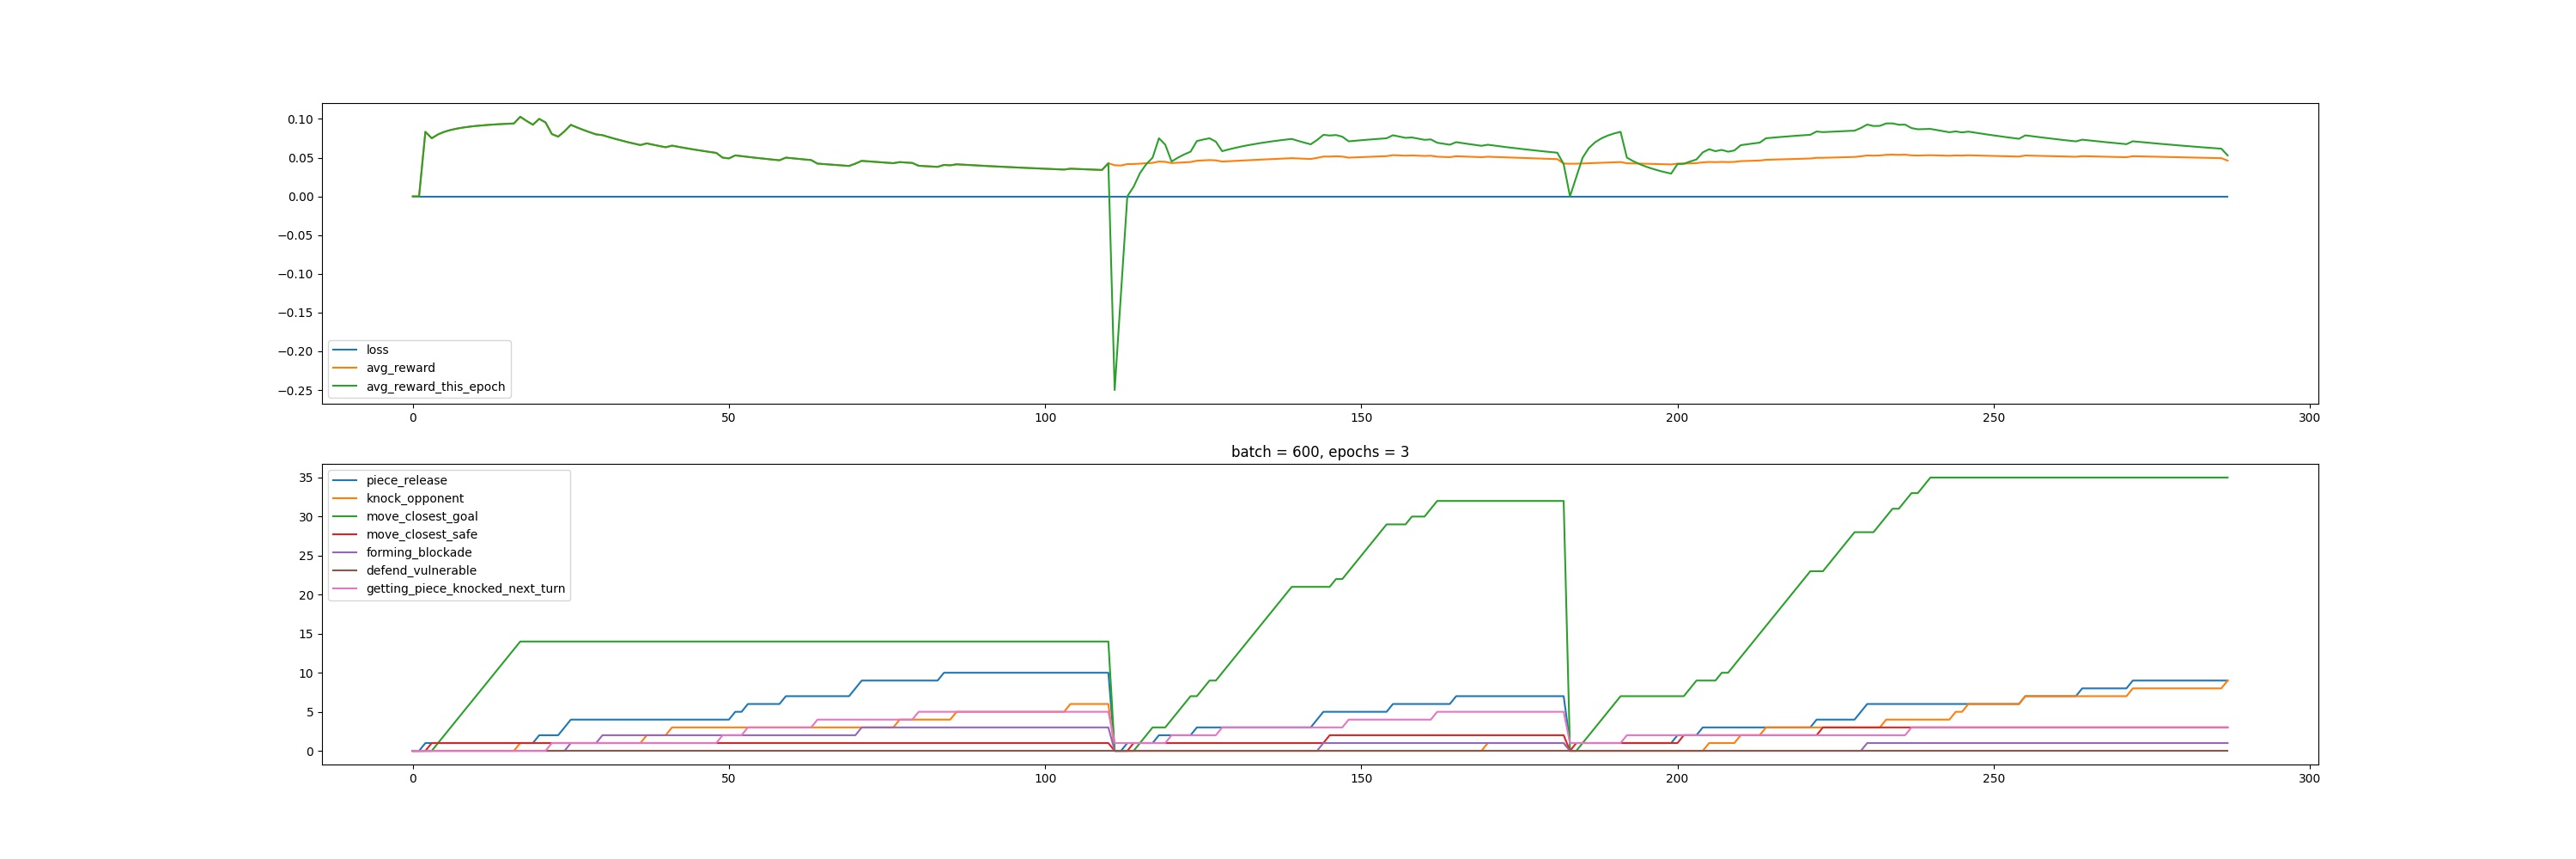 0.10
0.05
0.00
−0.05
−0.10
−0.15
−0.20
−0.25
loss
avg_reward
avg_reward_this_epoch
0 50 100 150 200 250 300
batch = 600, epochs = 3
35
30
25
20
15
10
5
0
piece_release
knock_opponent
move_closest_goal
move_closest_safe
forming_blockade
defend_vulnerable
getting_piece_knocked_next_turn
0 50 100 150 200 250 300